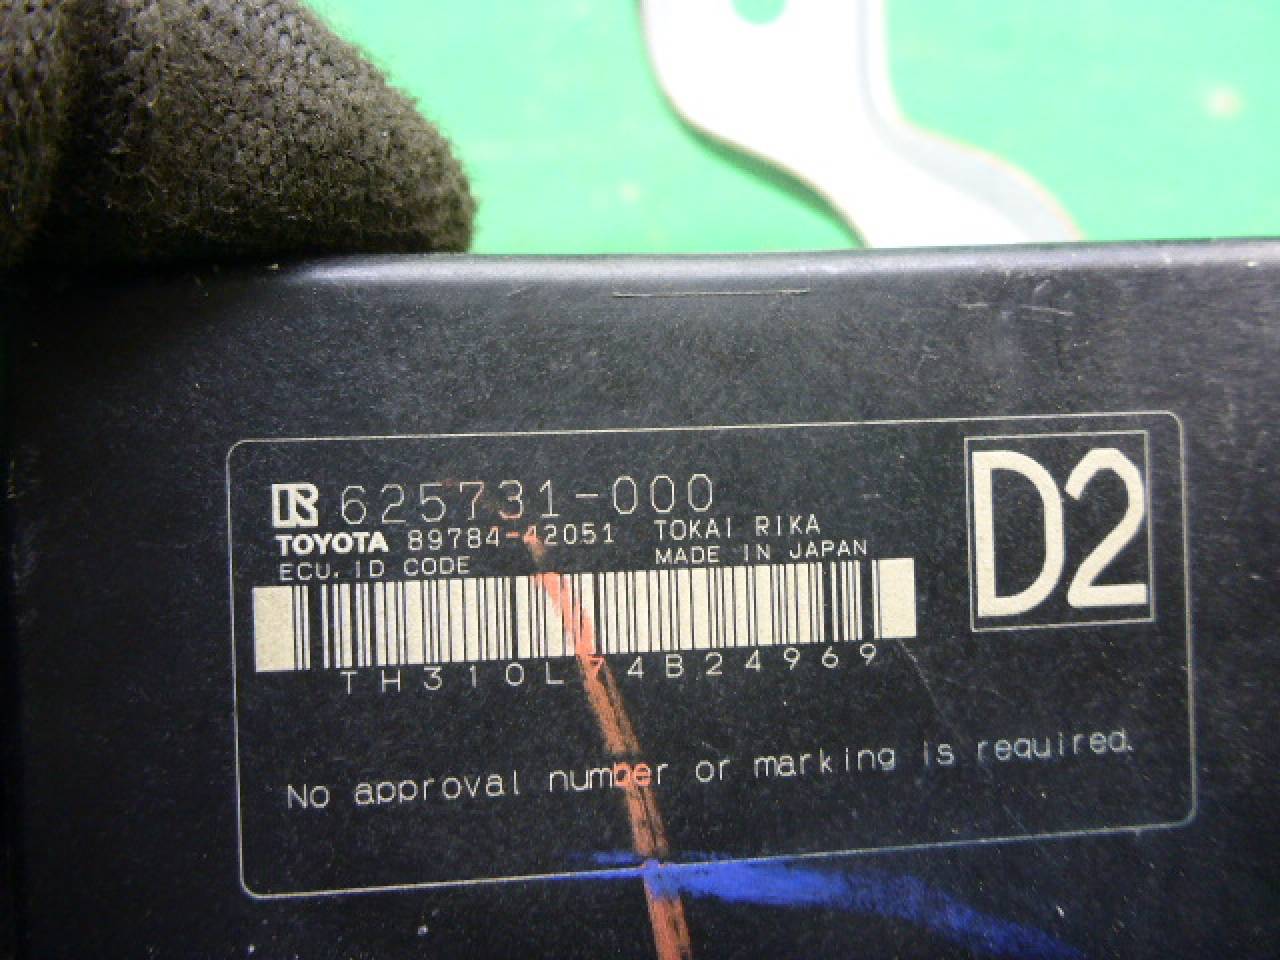 R 625731-000
TOYOTA 89784-42051 TOKAI RIKA
ECU. ID CODE MADE IN JAPAN
D2
TH310L74B24969
No approval number or marking is required.